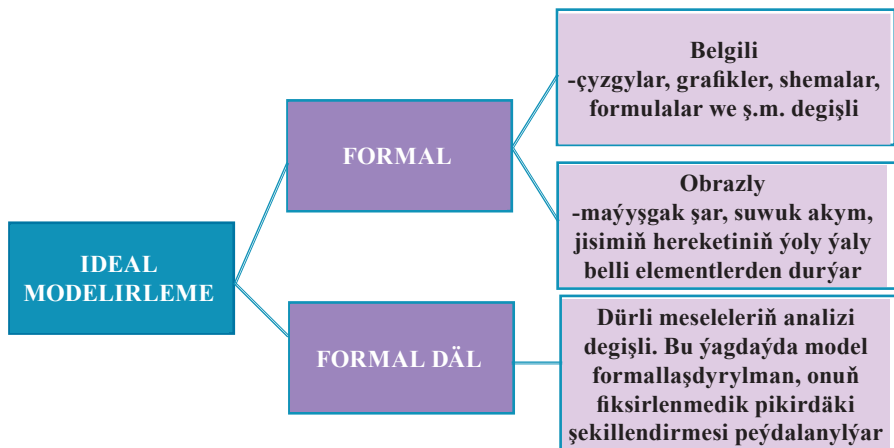 IDEAL
MODELIRLEME
FORMAL
Belgili
-çyzgylar, grafikler, shemalar,
formulalar we ş.m. degişli
Obrazly
-maýyşgak şar, suwuk akym,
jisimiň hereketiniň ýoly ýaly
belli elementlerden durýar
FORMAL DÄL
Dürli meseleleriň analizi
degişli. Bu ýagdaýda model
formallaşdyrylman, onuň
fiksirlenmedik pikirdäki
şekillendirmesi peýdalanylýar